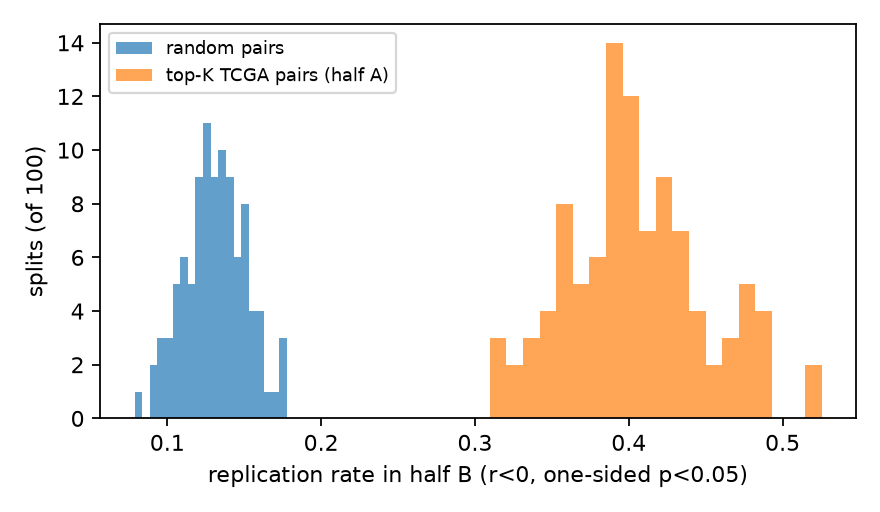 random pairs
top-K TCGA pairs (half A)
14
12
10
8
6
4
2
0
splits (of 100)
0.1 0.2 0.3 0.4 0.5
replication rate in half B (r<0, one-sided p<0.05)